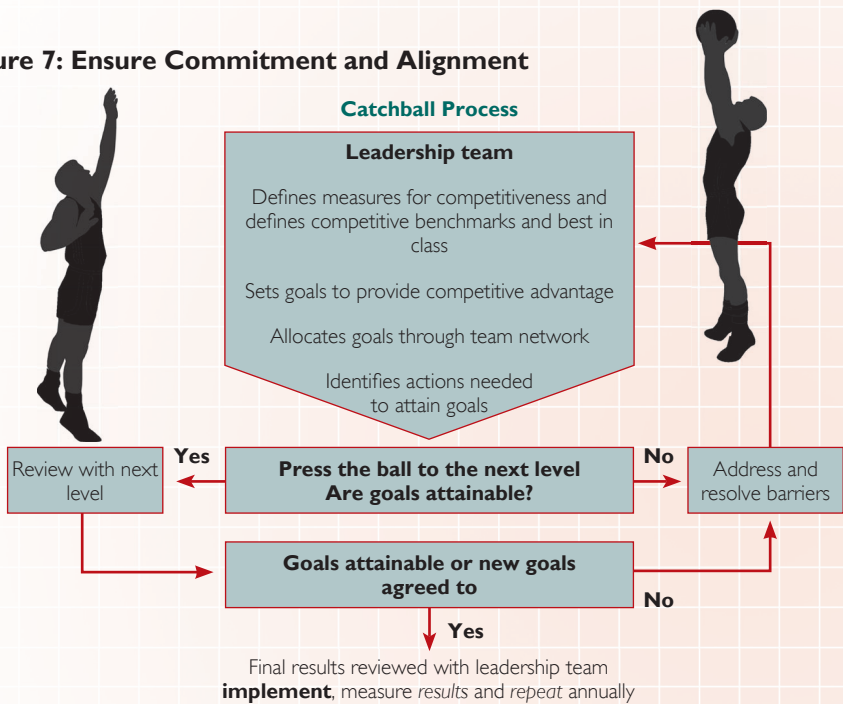 ure 7: Ensure Commitment and Alignment
Catchball Process
Leadership team
Defines measures for competitiveness and
defines competitive benchmarks and best in
class
Sets goals to provide competitive advantage
Allocates goals through team network
Identifies actions needed
to attain goals
Review with next
level
Yes
Press the ball to the next level
Are goals attainable?
No
Address and
resolve barriers
Goals attainable or new goals
agreed to
No
Yes
Final results reviewed with leadership team
implement, measure results and repeat annually